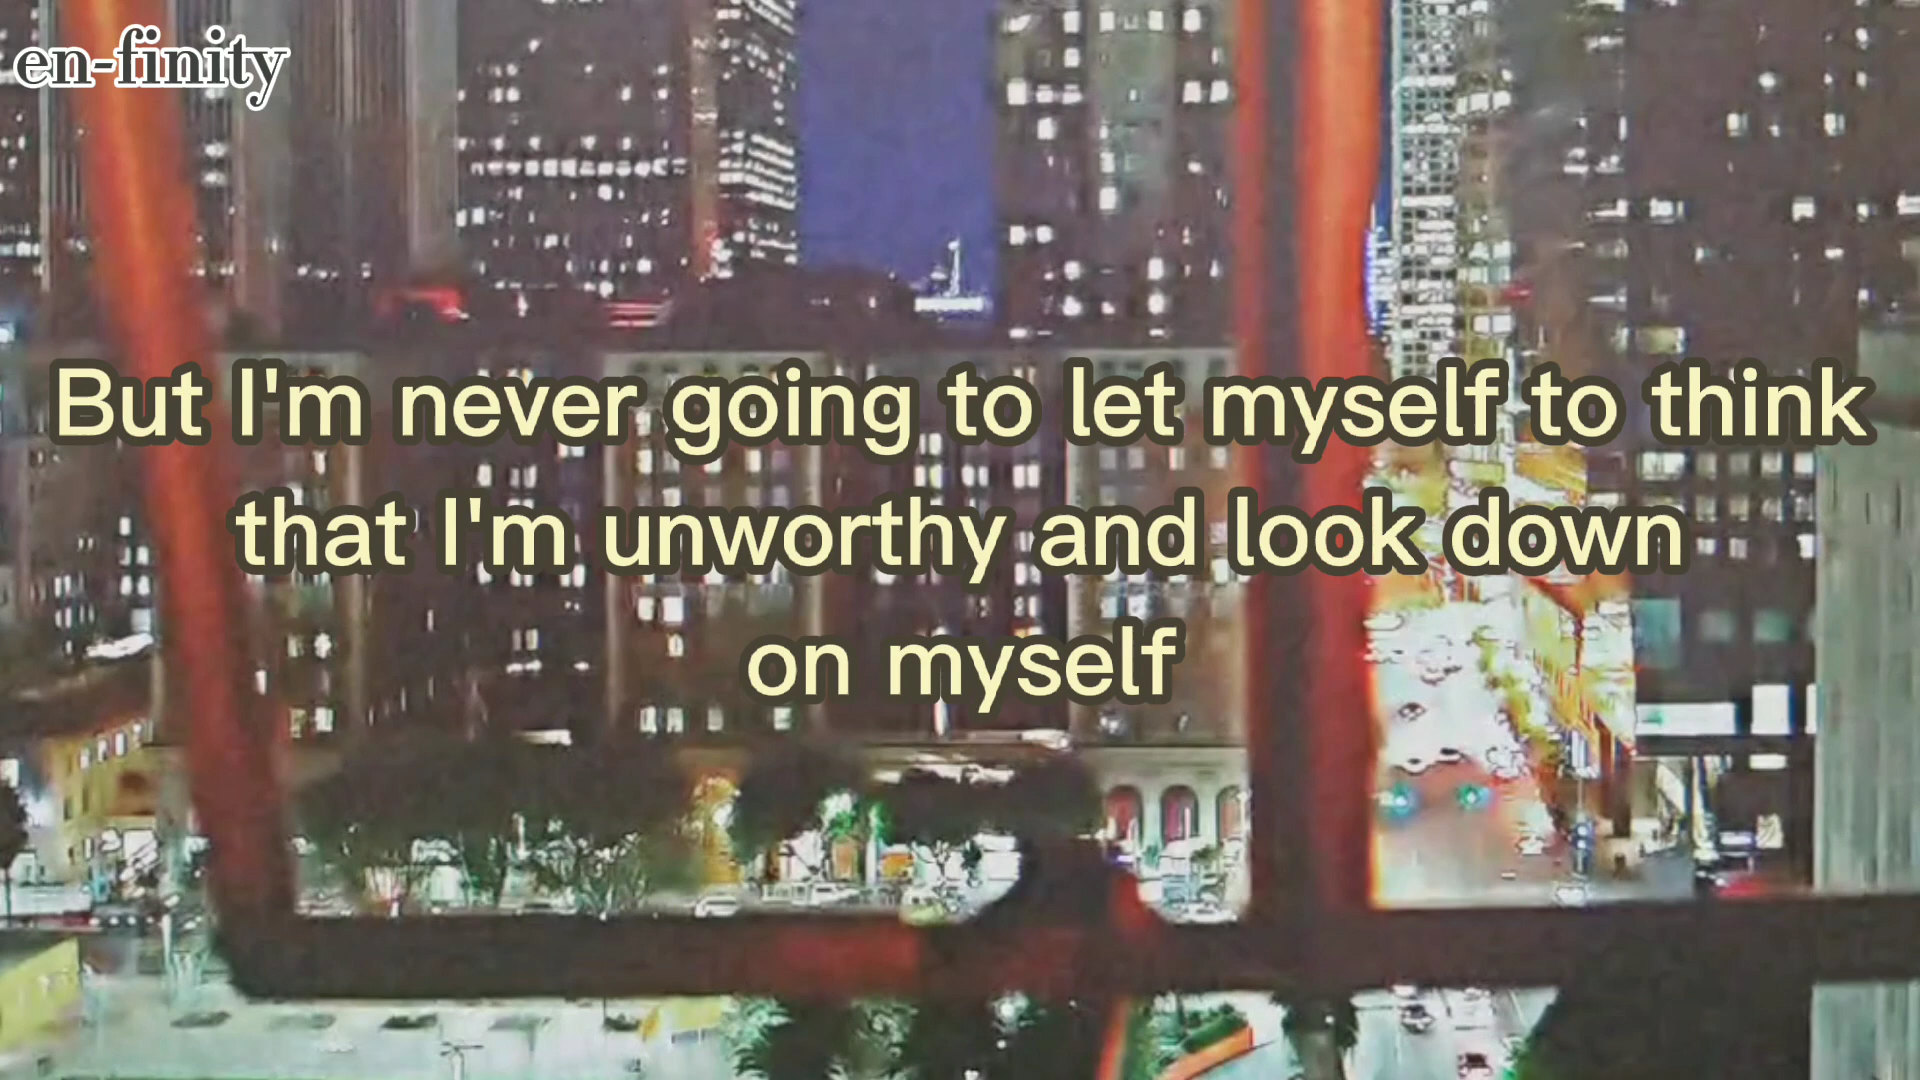 en-finity
But I'm never going to let myself to think
that I'm unworthy and look down
on myself